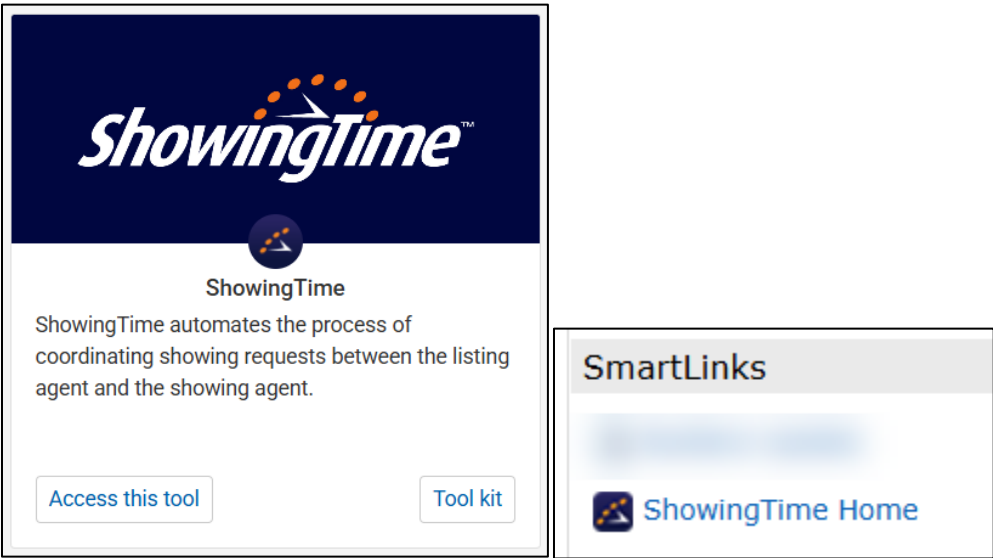 ShowingTime™
ShowingTime
ShowingTime automates the process of
coordinating showing requests between the listing
agent and the showing agent.
Access this tool
Tool kit
SmartLinks
ShowingTime Home